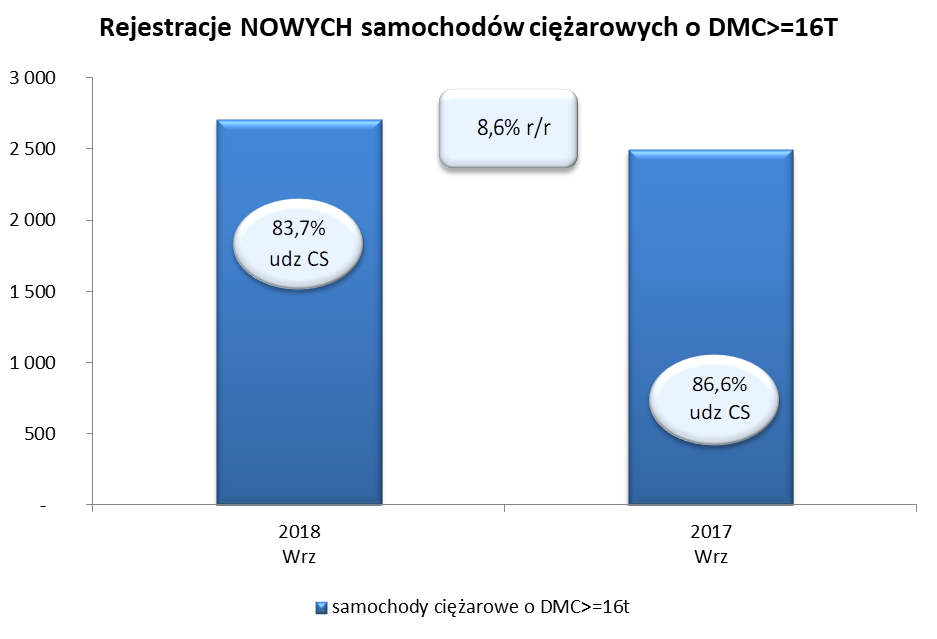 Rejestracje NOWYCH samochodów ciężarowych o DMC>=16T
3 000
2 500
2 000
1 500
1 000
500
-
8,6% r/r
83,7%
udz CS
86,6%
udz CS
2018
Wrz
2017
Wrz
samochody ciężarowe o DMC>=16t